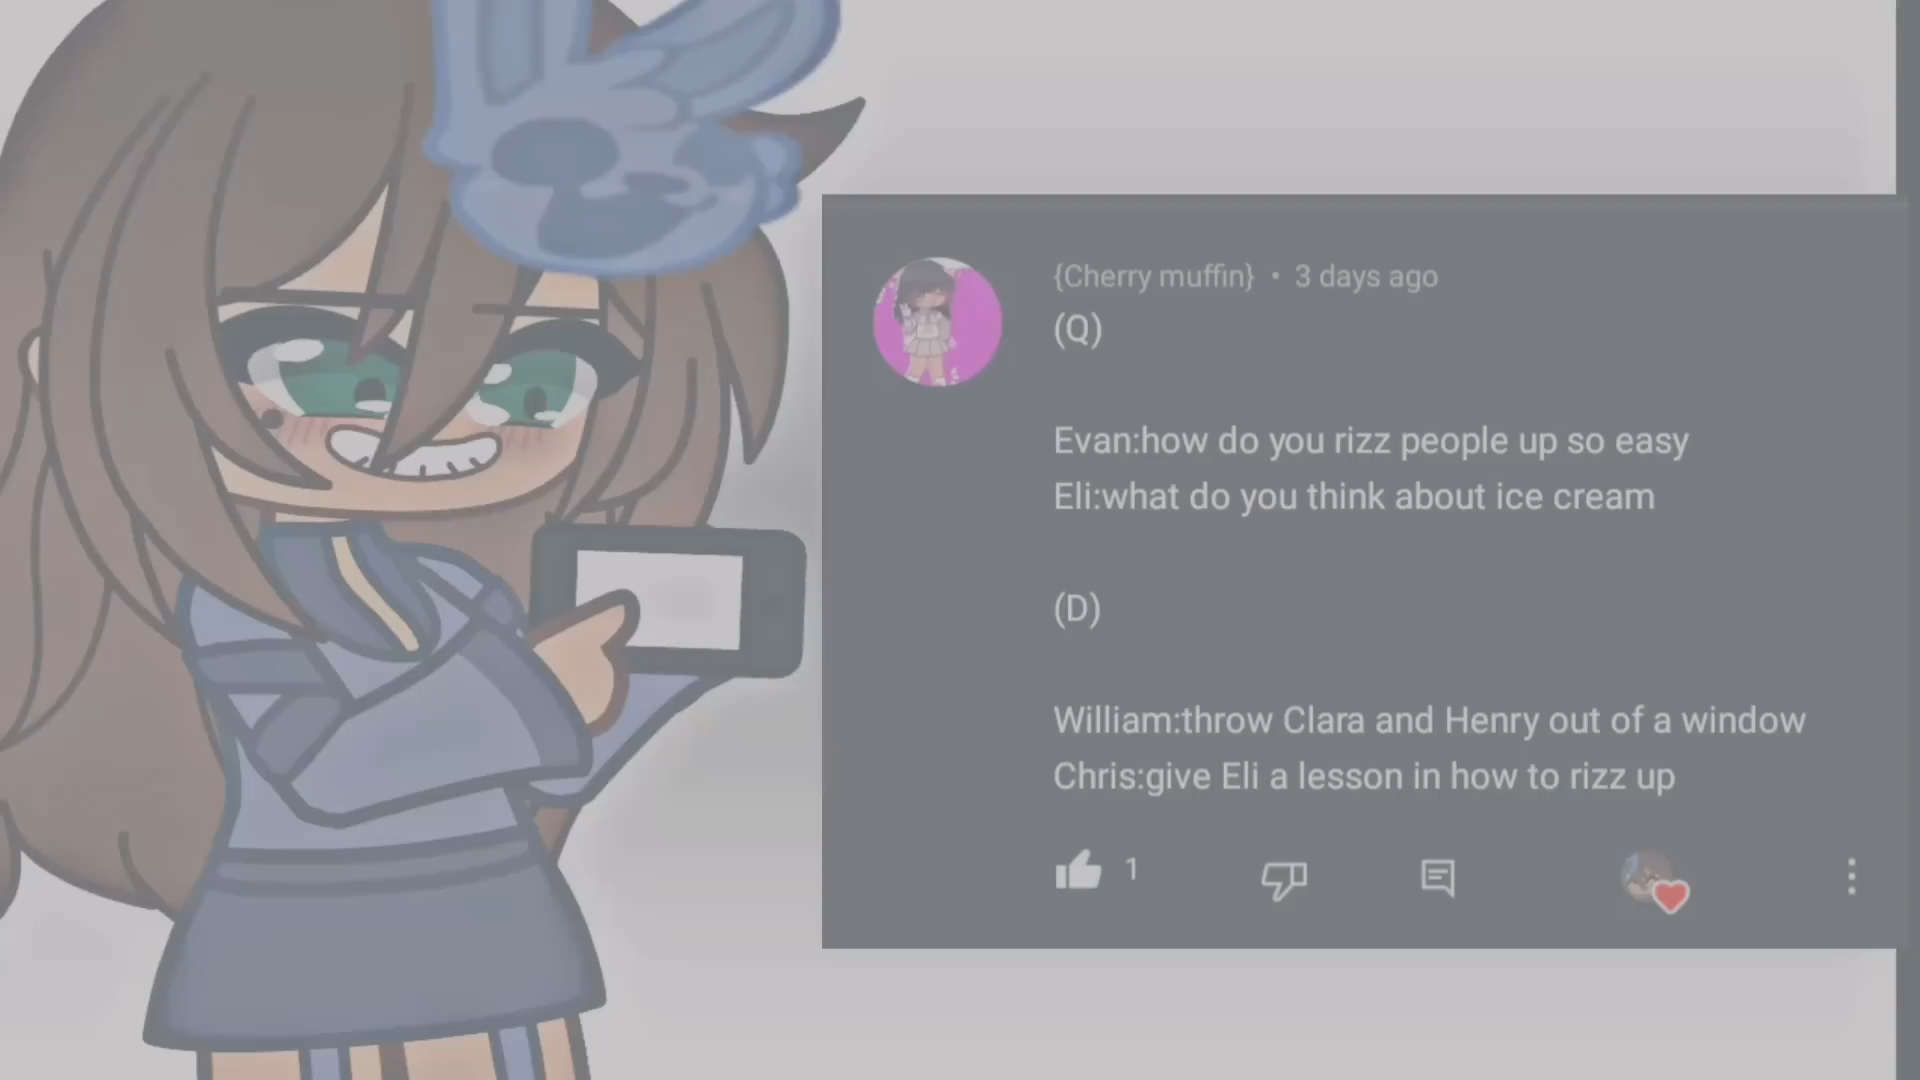 {Cherry muffin} • 3 days ago
(Q)
Evan:how do you rizz people up so easy
Eli:what do you think about ice cream
(D)
William:throw Clara and Henry out of a window
Chris:give Eli a lesson in how to rizz up
1